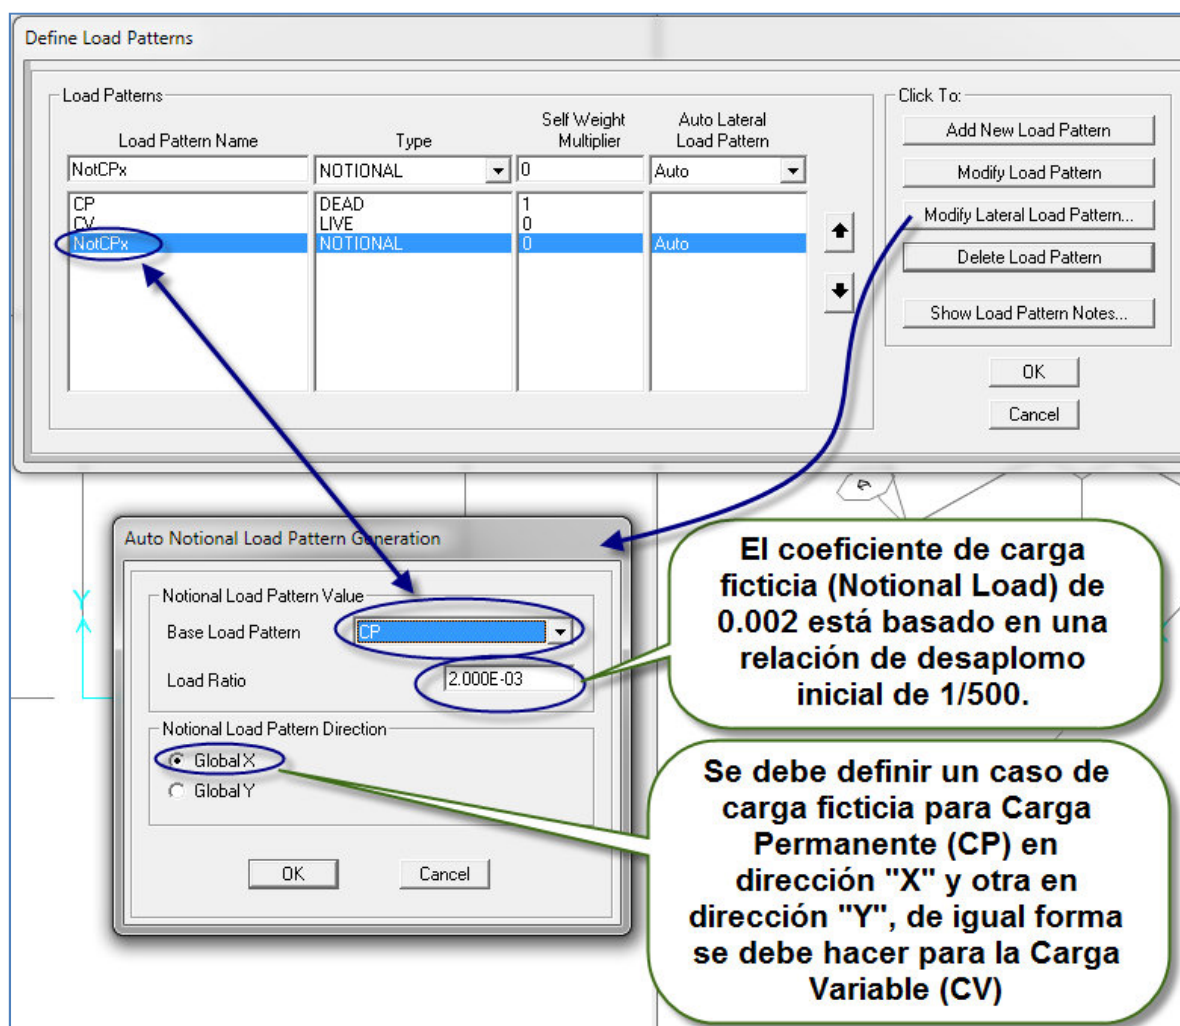 Define Load Patterns
Load Patterns
Load Pattern Name
Type
Self Weight
Multiplier
Auto Lateral
Load Pattern
NotCPx
NOTIONAL
0
Auto
CP
DEAD
1
CV
LIVE
0
NotCPx
NOTIONAL
0
Auto
Click To:
Add New Load Pattern
Modify Load Pattern
Modify Lateral Load Pattern...
Delete Load Pattern
Show Load Pattern Notes...
OK
Cancel
Auto Notional Load Pattern Generation
Notional Load Pattern Value
Base Load Pattern
CP
Load Ratio
2.000E-03
Notional Load Pattern Direction
Global X
Global Y
OK
Cancel
El coeficiente de carga
ficticia (Notional Load) de
0.002 está basado en una
relación de desaplomo
inicial de 1/500.
Se debe definir un caso de
carga ficticia para Carga
Permanente (CP) en
dirección "X" y otra en
dirección "Y", de igual forma
se debe hacer para la Carga
Variable (CV)
Y